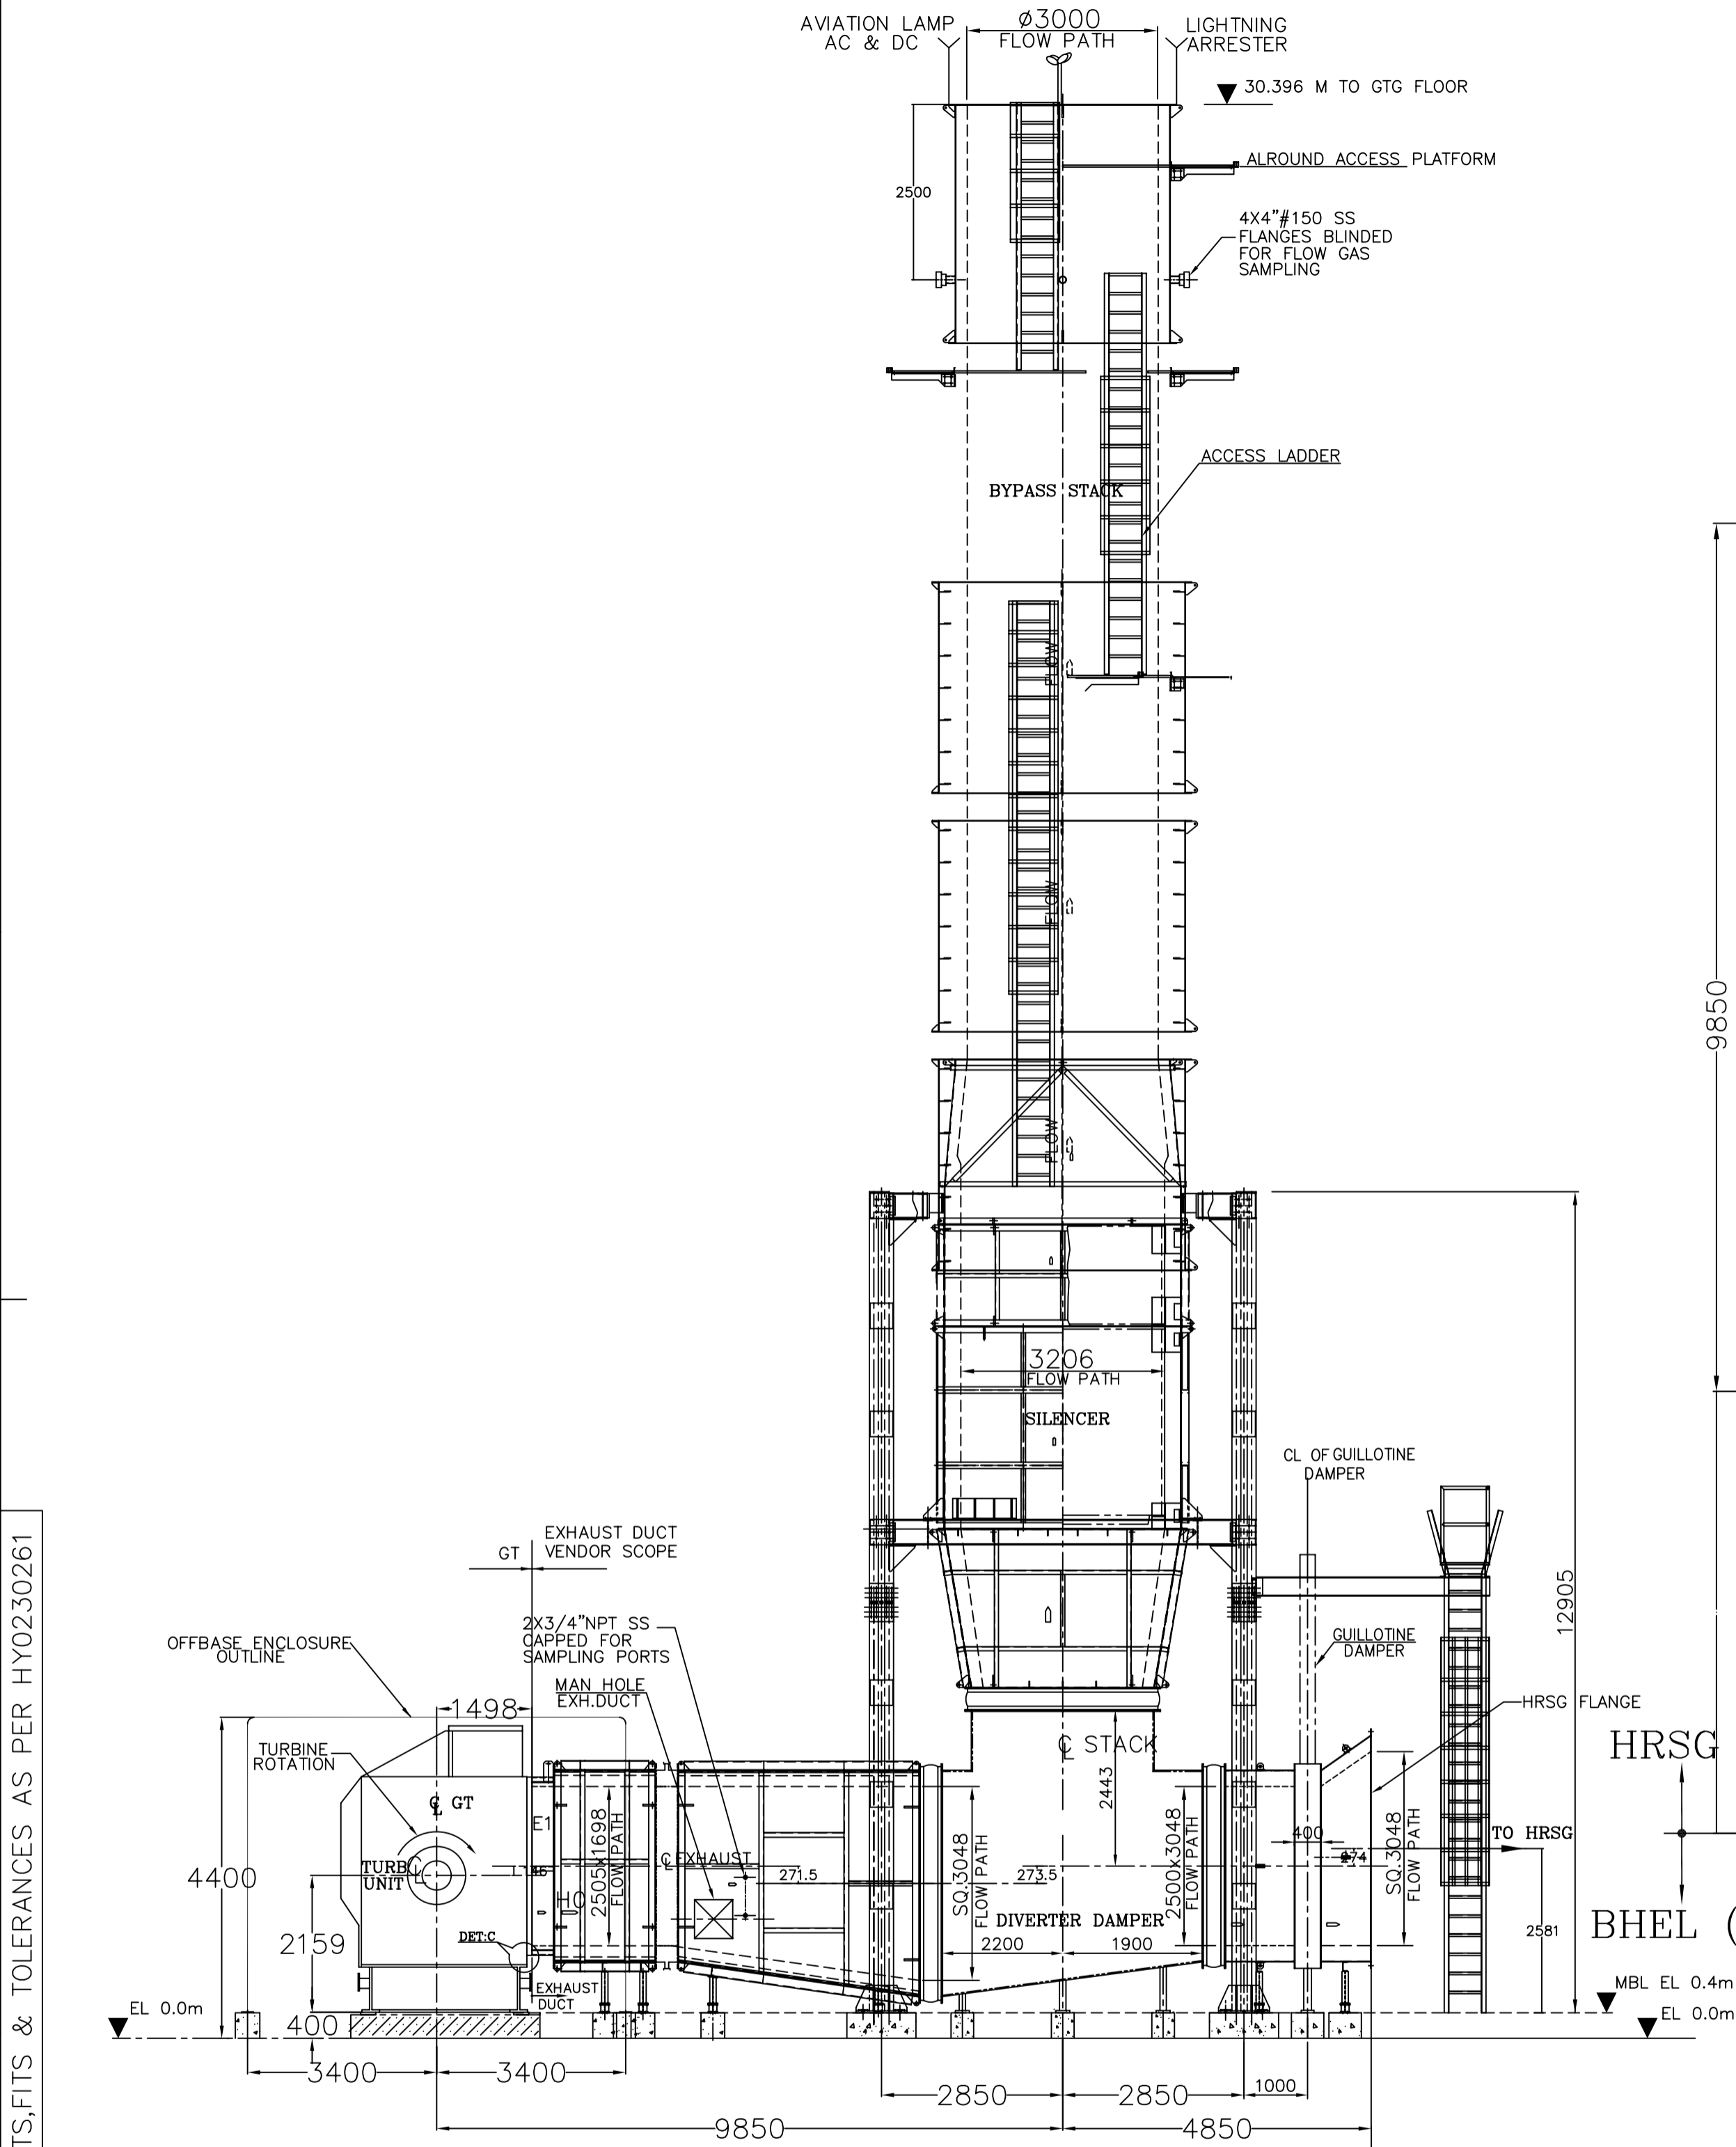 AVIATION LAMP
AC & DC
Ø3000
FLOW PATH
LIGHTNING
ARRESTER
30.396 M TO GTG FLOOR
ALROUND ACCESS PLATFORM
2500
4X4"#150 SS
FLANGES BLINDED
FOR FLOW GAS
SAMPLING
ACCESS LADDER
BYPASS STACK
9850
FLOW
FLOW
FLOW
3206
FLOW PATH
SILENCER
CL OF GUILLOTINE
DAMPER
12905
EXHAUST DUCT
VENDOR SCOPE
GT
2X3/4"NPT SS
CAPPED FOR
SAMPLING PORTS
OFFBASE ENCLOSURE
OUTLINE
MAN HOLE
EXH.DUCT
GUILLOTINE
DAMPER
HRSG FLANGE
1498
TURBINE
ROTATION
℄ STACK
HRSG
℄ GT
2443
E1
2505x1698
FLOW PATH
SQ.3048
FLOW PATH
2500x3048
FLOW PATH
400
SQ.3048
FLOW PATH
TO HRSG
TURB
UNIT
℄
46
℄ EXHAUST
271.5
273.5
274
4400
H0
DIVERTER DAMPER
2159
DET:C
2200
1900
2581
BHEL (
EXHAUST
DUCT
MBL EL 0.4m
EL 0.0m
EL 0.0m
400
3400
3400
2850
2850
1000
9850
4850
TS,FITS & TOLERANCES AS PER HY0230261